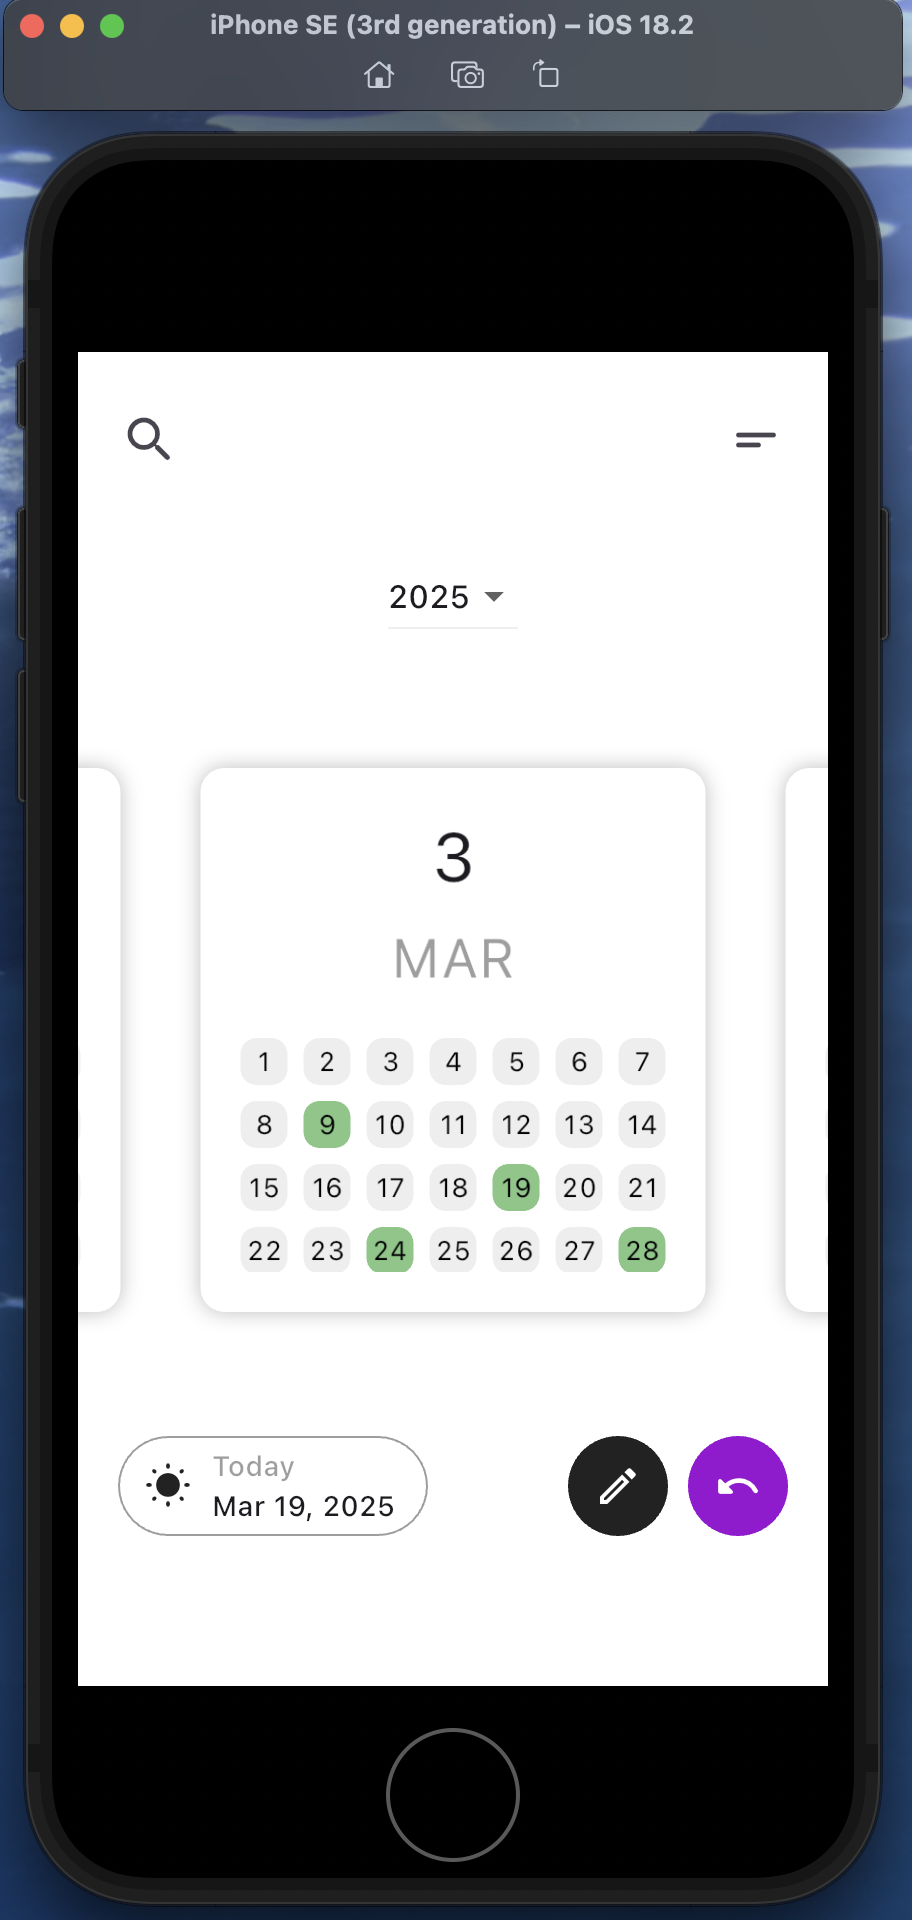 iPhone SE (3rd generation) – iOS 18.2
2025
3
MAR
1 2 3 4 5 6 7
8 9 10 11 12 13 14
15 16 17 18 19 20 21
22 23 24 25 26 27 28
Today
Mar 19, 2025